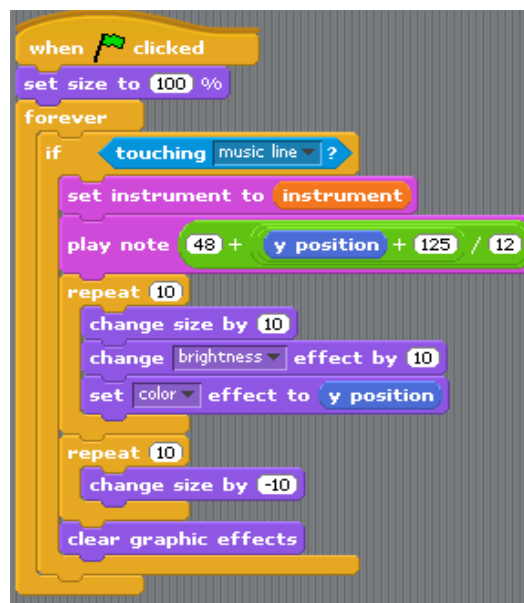 when clicked
set size to 100 %
forever
if touching music line ?
set instrument to instrument
play note 48 + y position + 125 / 12
repeat 10
change size by 10
change brightness effect by 10
set color effect to y position
repeat 10
change size by -10
clear graphic effects